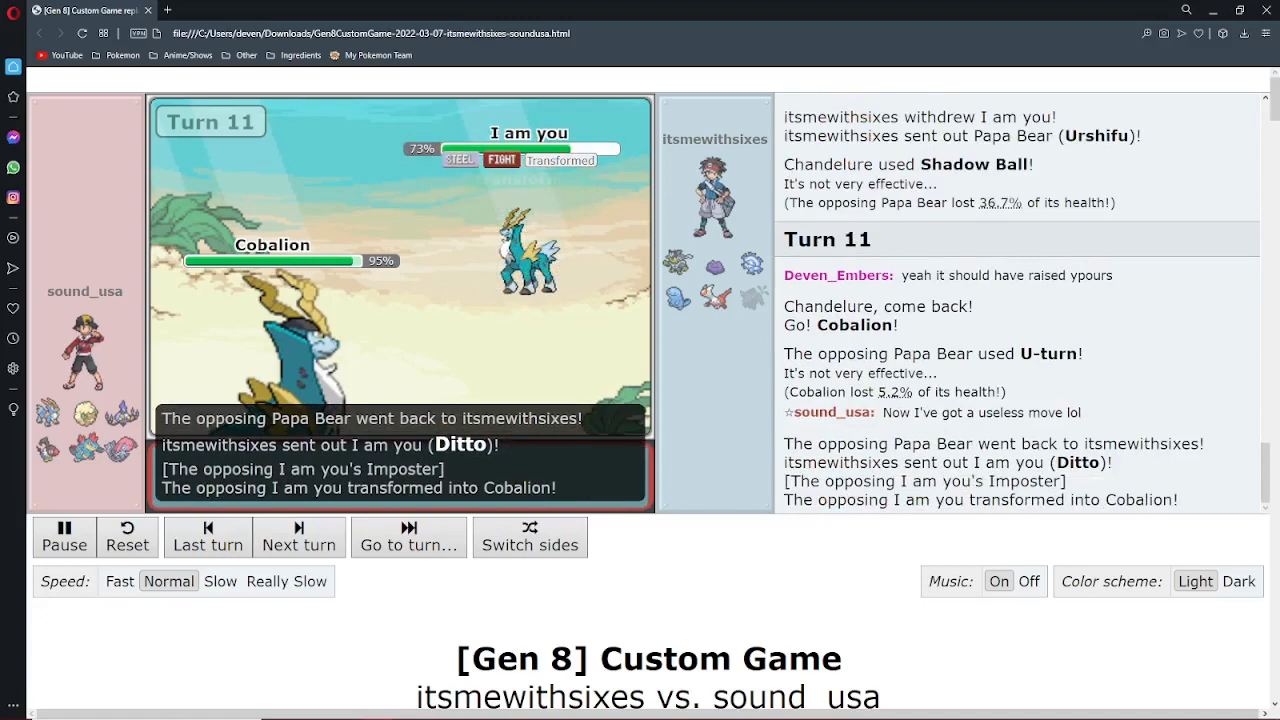 [Gen 8] Custom Game repl
VPN
file:///C:/Users/deven/Downloads/Gen8CustomGame-2022-03-07-itsmewithsixes-soundusa.html
YouTube Pokemon Anime/Shows Other Ingredients My Pokemon Team
sound_usa
Turn 11
I am you
73%
STEEL FIGHT Transformed
Cobalion
95%
The opposing Papa Bear went back to itsmewithsixes!
itsmewithsixes sent out I am you (Ditto)!
[The opposing I am you's Imposter]
The opposing I am you transformed into Cobalion!
itsmewithsixes
itsmewithsixes withdrew I am you!
itsmewithsixes sent out Papa Bear (Urshifu)!
Chandelure used Shadow Ball!
It's not very effective...
(The opposing Papa Bear lost 36.7% of its health!)
Turn 11
Deven_Embers: yeah it should have raised ypours
Chandelure, come back!
Go! Cobalion!
The opposing Papa Bear used U-turn!
It's not very effective...
(Cobalion lost 5.2% of its health!)
☆sound_usa: Now I've got a useless move lol
The opposing Papa Bear went back to itsmewithsixes!
itsmewithsixes sent out I am you (Ditto)!
[The opposing I am you's Imposter]
The opposing I am you transformed into Cobalion!
Pause Reset Last turn Next turn Go to turn... Switch sides
Speed: Fast Normal Slow Really Slow
Music: On Off Color scheme: Light Dark
[Gen 8] Custom Game
itsmewithsixes vs. sound_usa